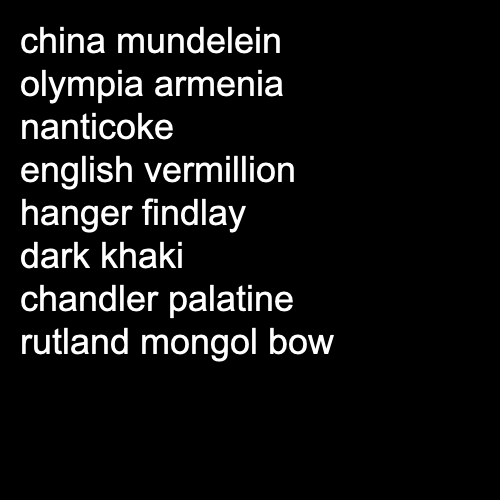 china mundelein
olympia armenia
nanticoke
english vermillion
hanger findlay
dark khaki
chandler palatine
rutland mongol bow